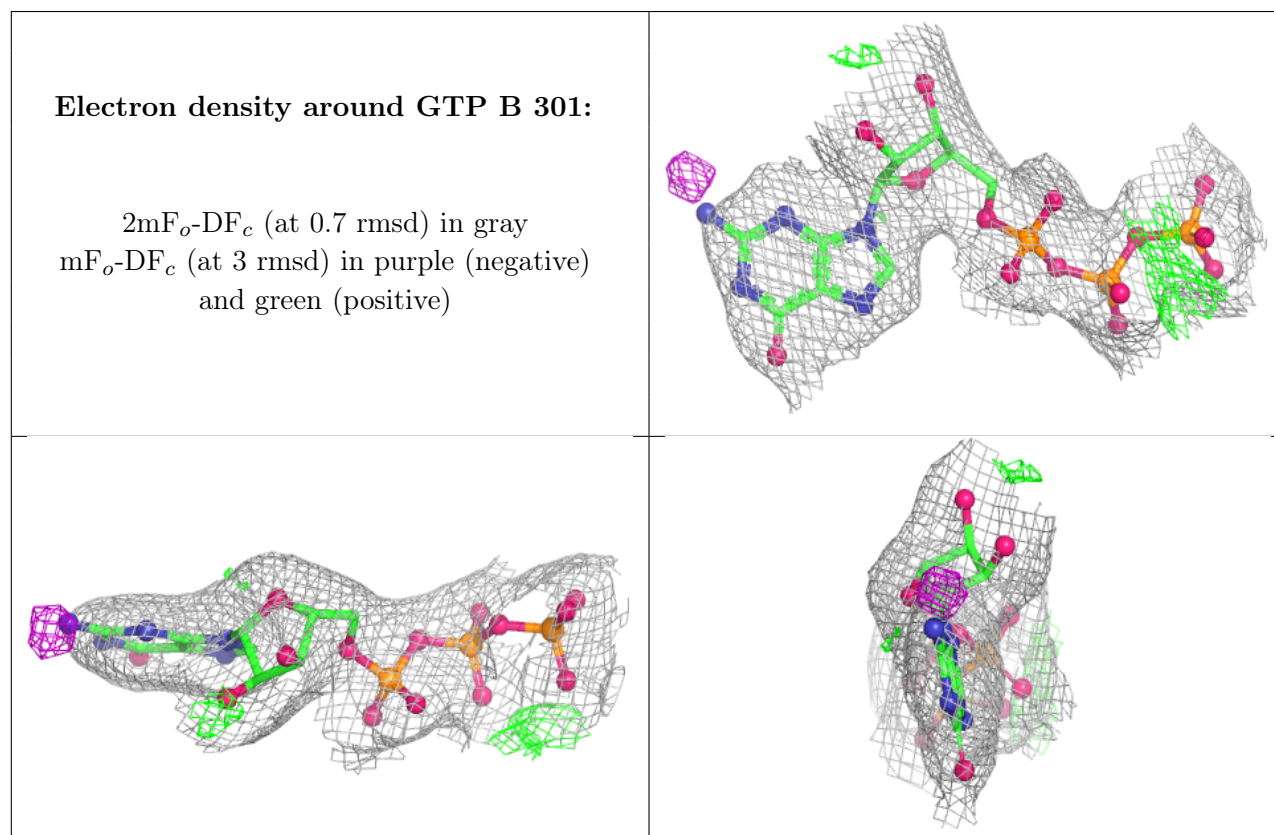 Electron density around GTP B 301:
2mFₒ-DF𝒸 (at 0.7 rmsd) in gray
mFₒ-DF𝒸 (at 3 rmsd) in purple (negative)
and green (positive)